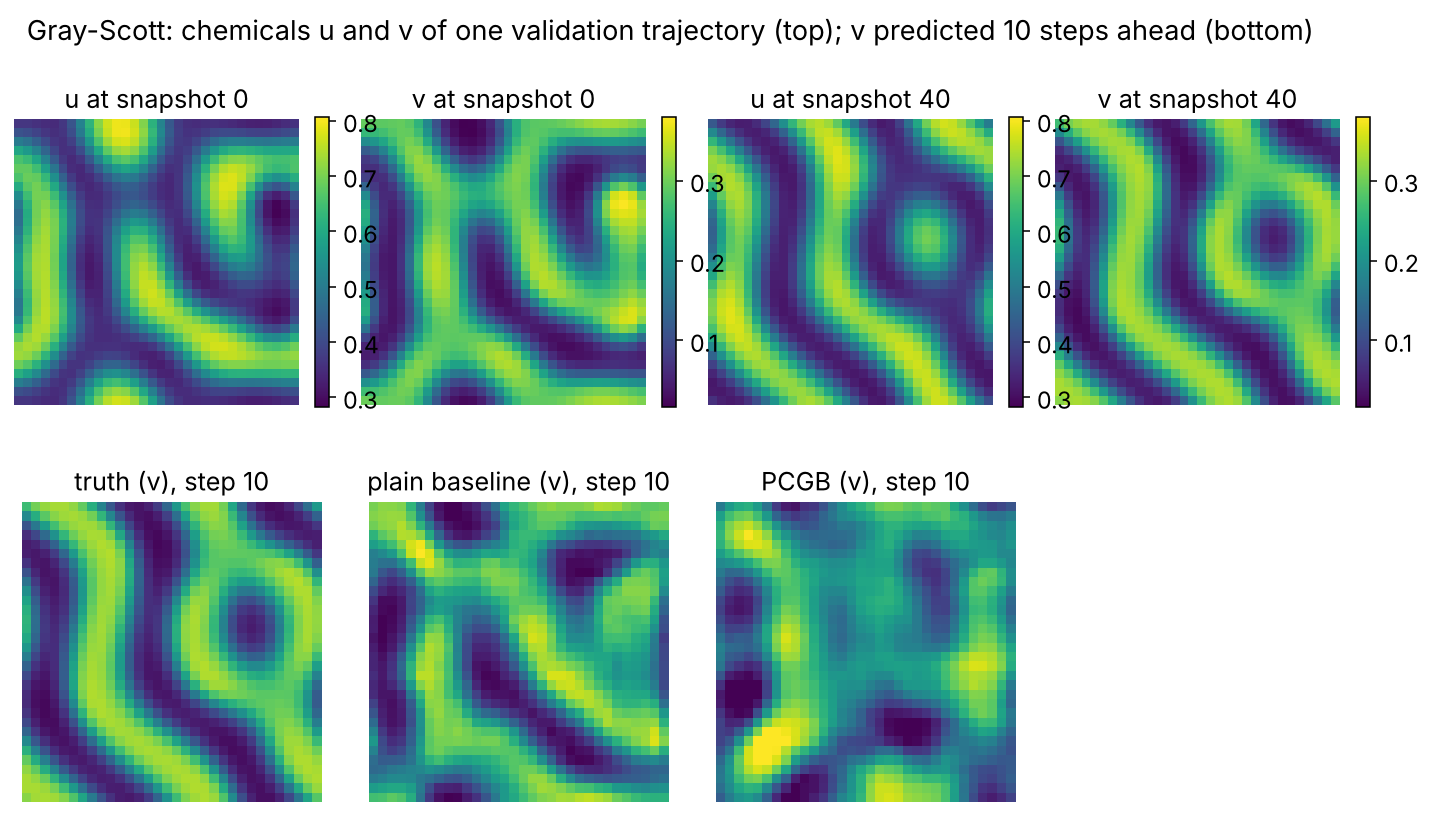 Gray-Scott: chemicals u and v of one validation trajectory (top); v predicted 10 steps ahead (bottom)
u at snapshot 0
v at snapshot 0
u at snapshot 40
v at snapshot 40
0.8
0.7
0.6
0.5
0.4
0.3
0.3
0.2
0.1
0.8
0.7
0.6
0.5
0.4
0.3
0.3
0.2
0.1
truth (v), step 10
plain baseline (v), step 10
PCGB (v), step 10